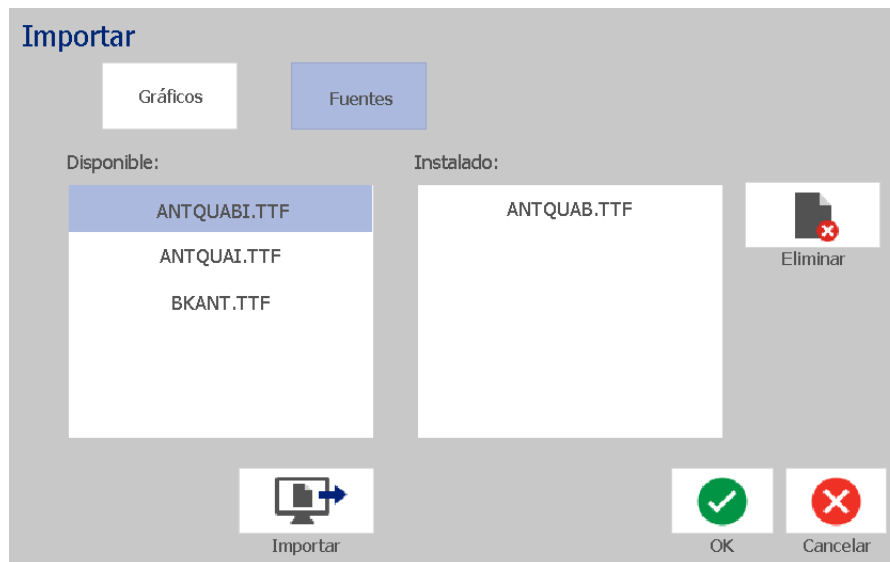 Importar
Gráficos
Fuentes
Disponible:
Instalado:
ANTQUABI.TTF
ANTQUAI.TTF
BKANT.TTF
ANTQUAB.TTF
Eliminar
Importar
OK
Cancelar